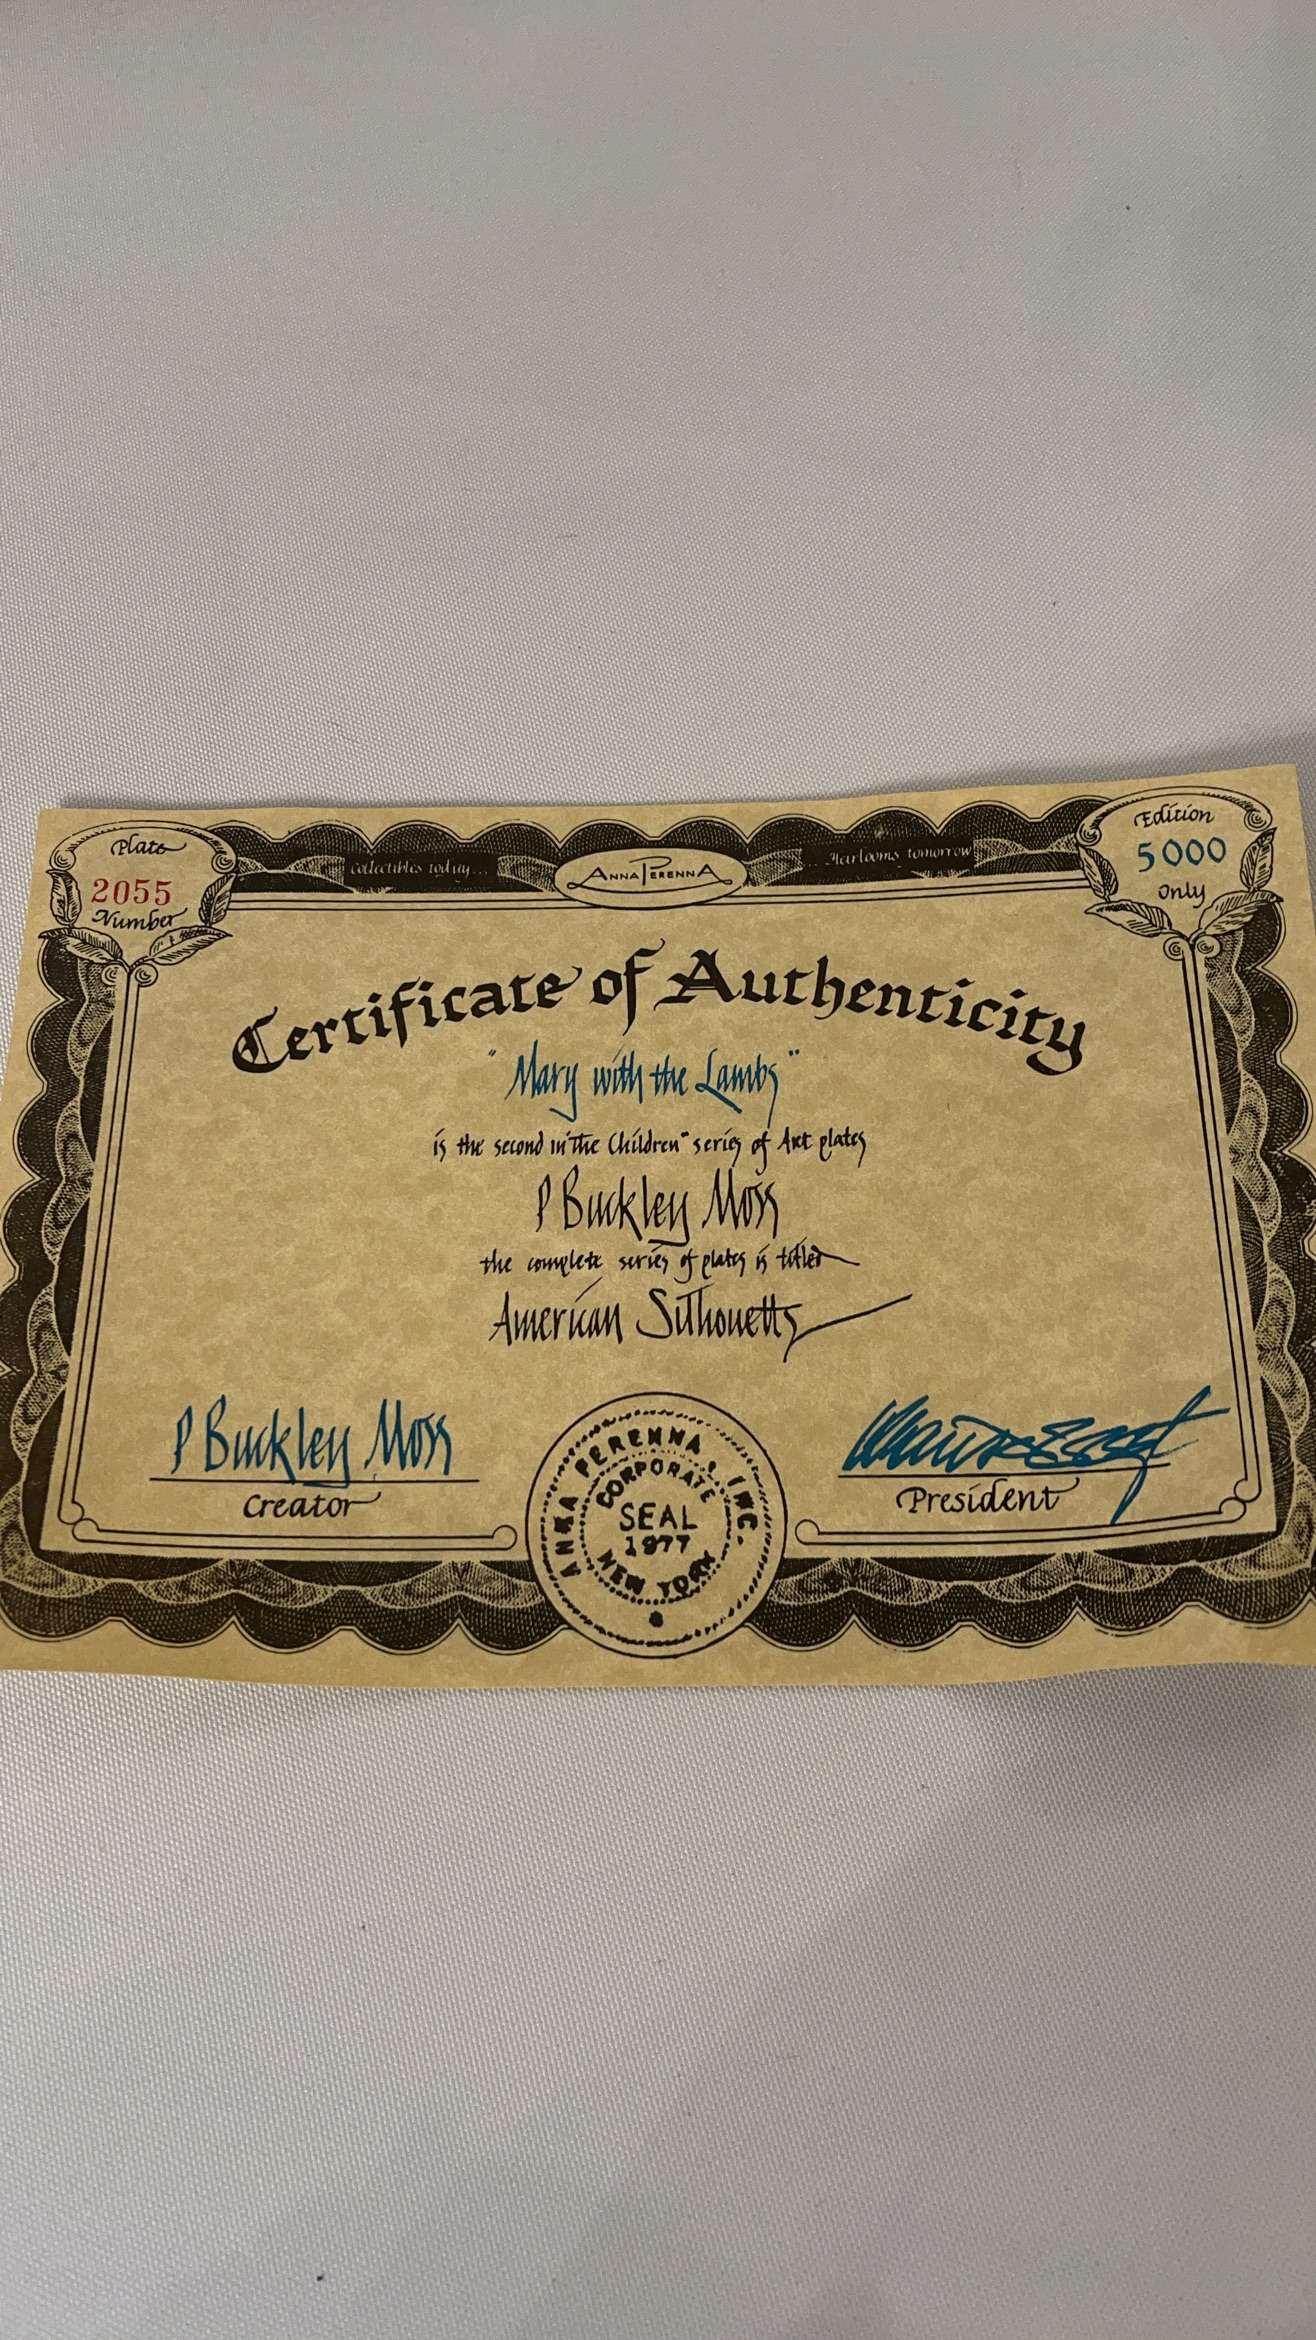 Plate
2055
Number
Collectibles today...
ANNA PERENNA
...Heirlooms tomorrow
Edition
5000
Only
Certificate of Authenticity
"Mary with the Lambs"
is the second in "The Children" series of Art plates
P Buckley Moss
the complete series of plates is titled
American Silhouettes
P Buckley Moss
Creator
ANNA PERENNA, INC.
CORPORATE
SEAL
1977
NEW YORK
President